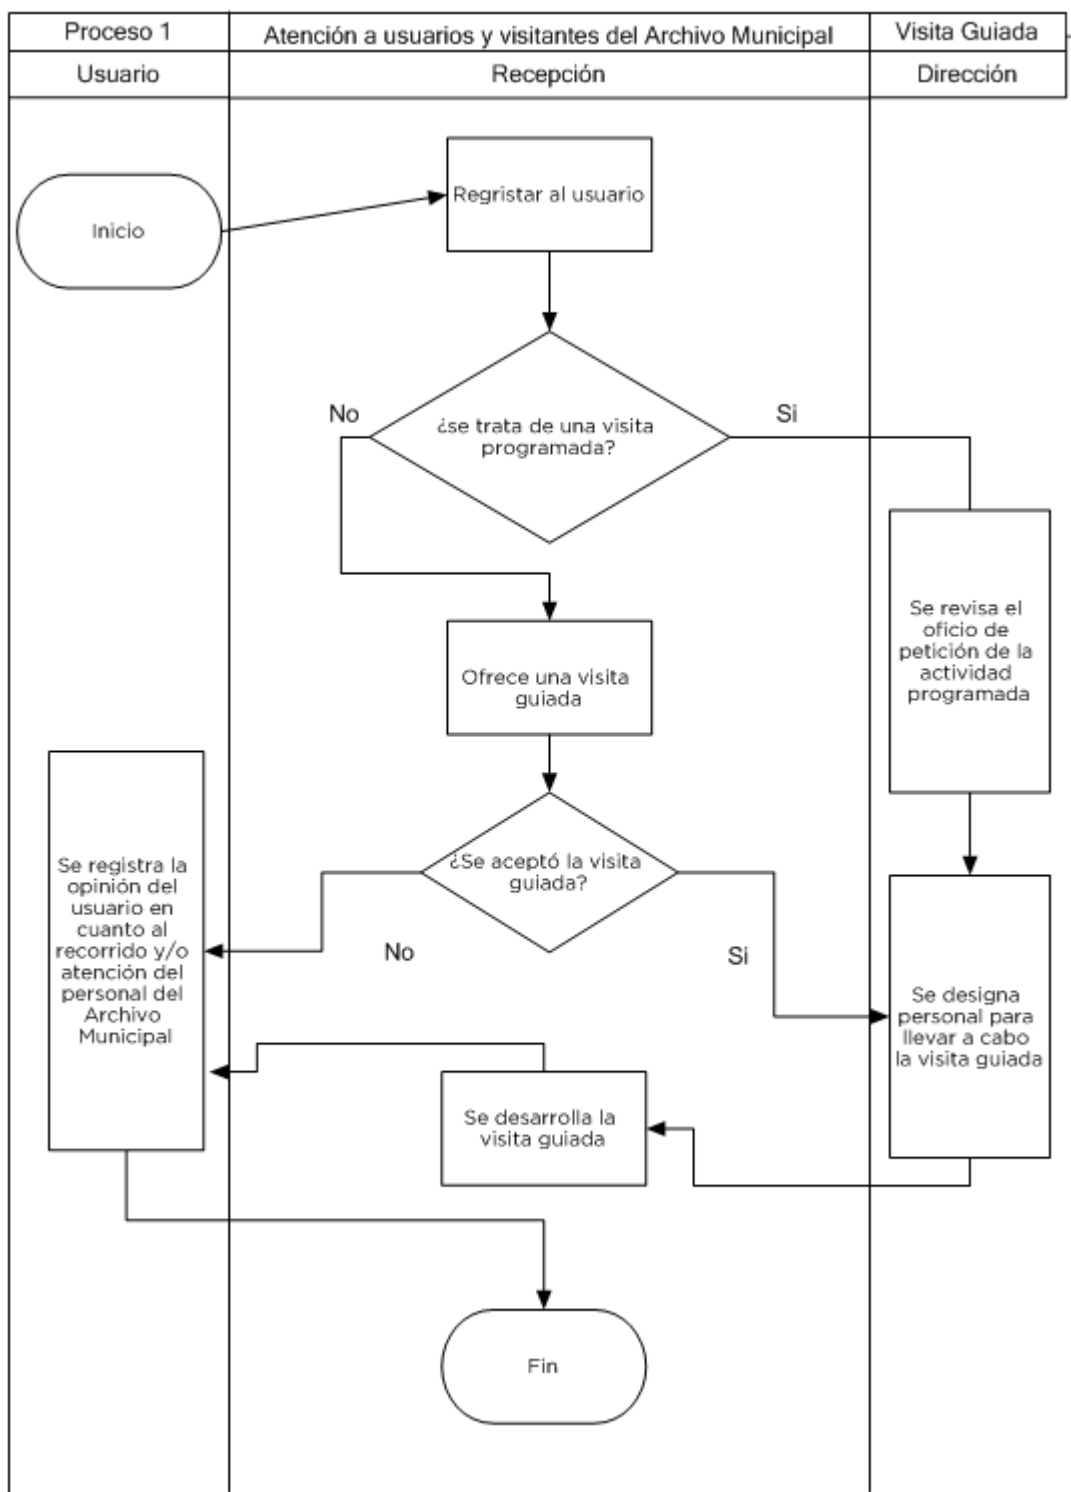 Proceso 1
Atención a usuarios y visitantes del Archivo Municipal
Visita Guiada
Usuario
Recepción
Dirección
Inicio
Regristar al usuario
¿se trata de una visita
programada?
No
Si
Ofrece una visita
guiada
Se revisa el
oficio de
petición de la
actividad
programada
¿Se aceptó la visita
guiada?
No
Si
Se registra la
opinión del
usuario en
cuanto al
recorrido y/o
atención del
personal del
Archivo
Municipal
Se designa
personal para
llevar a cabo
la visita guiada
Se desarrolla la
visita guiada
Fin